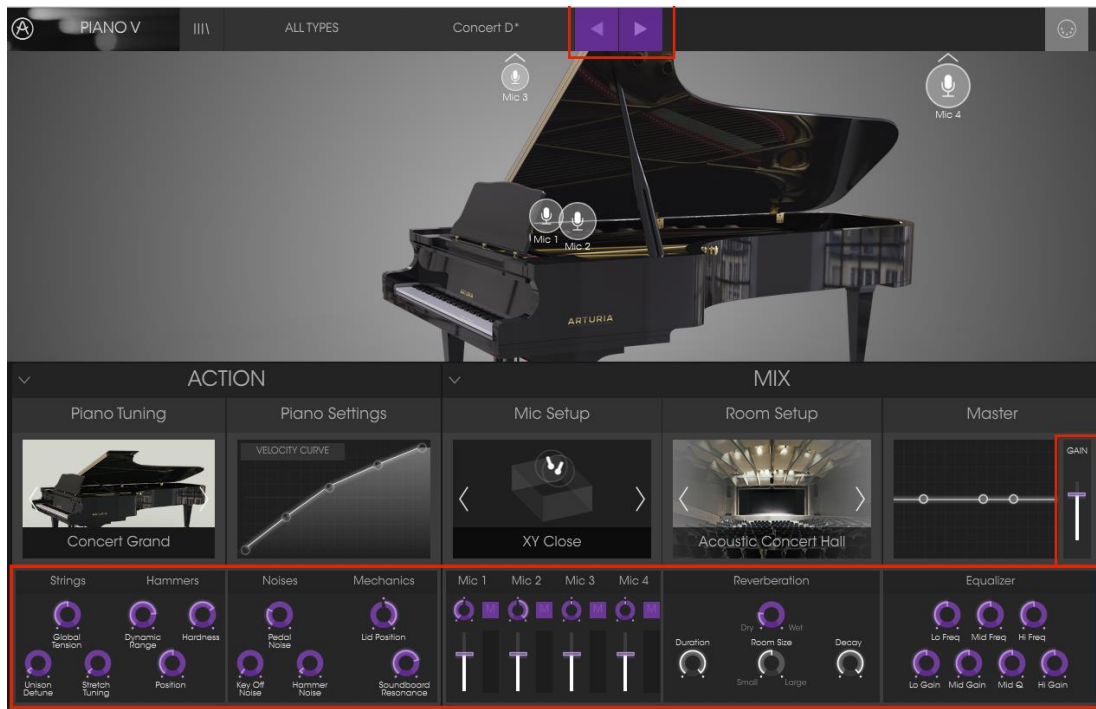 PIANO V
ALL TYPES
Concert D*
Mic 3
Mic 4
Mic 1
Mic 2
ARTURIA
ACTION
MIX
Piano Tuning
Piano Settings
Mic Setup
Room Setup
Master
VELOCITY CURVE
GAIN
Concert Grand
XY Close
Acoustic Concert Hall
Strings
Hammers
Noises
Mechanics
Mic 1
Mic 2
Mic 3
Mic 4
Reverberation
Equalizer
M
M
M
M
Global
Tension
Dynamic
Range
Hardness
Pedal
Noise
Lid Position
Dry
Wet
Duration
Room Size
Decay
Lo Freq
Mid Freq
Hi Freq
Unison
Detune
Stretch
Tuning
Position
Key Off
Noise
Hammer
Noise
Soundboard
Resonance
Small
Large
Lo Gain
Mid Gain
Mid Q
Hi Gain